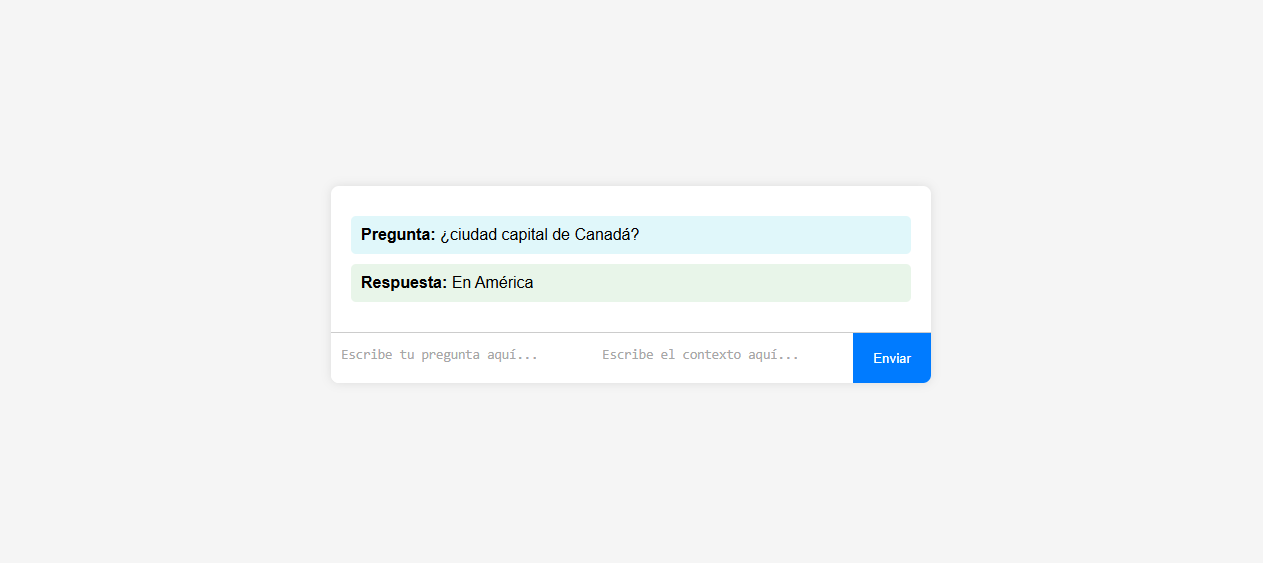 Pregunta: ¿ciudad capital de Canadá?
Respuesta: En América
Escribe tu pregunta aquí... Escribe el contexto aquí... Enviar